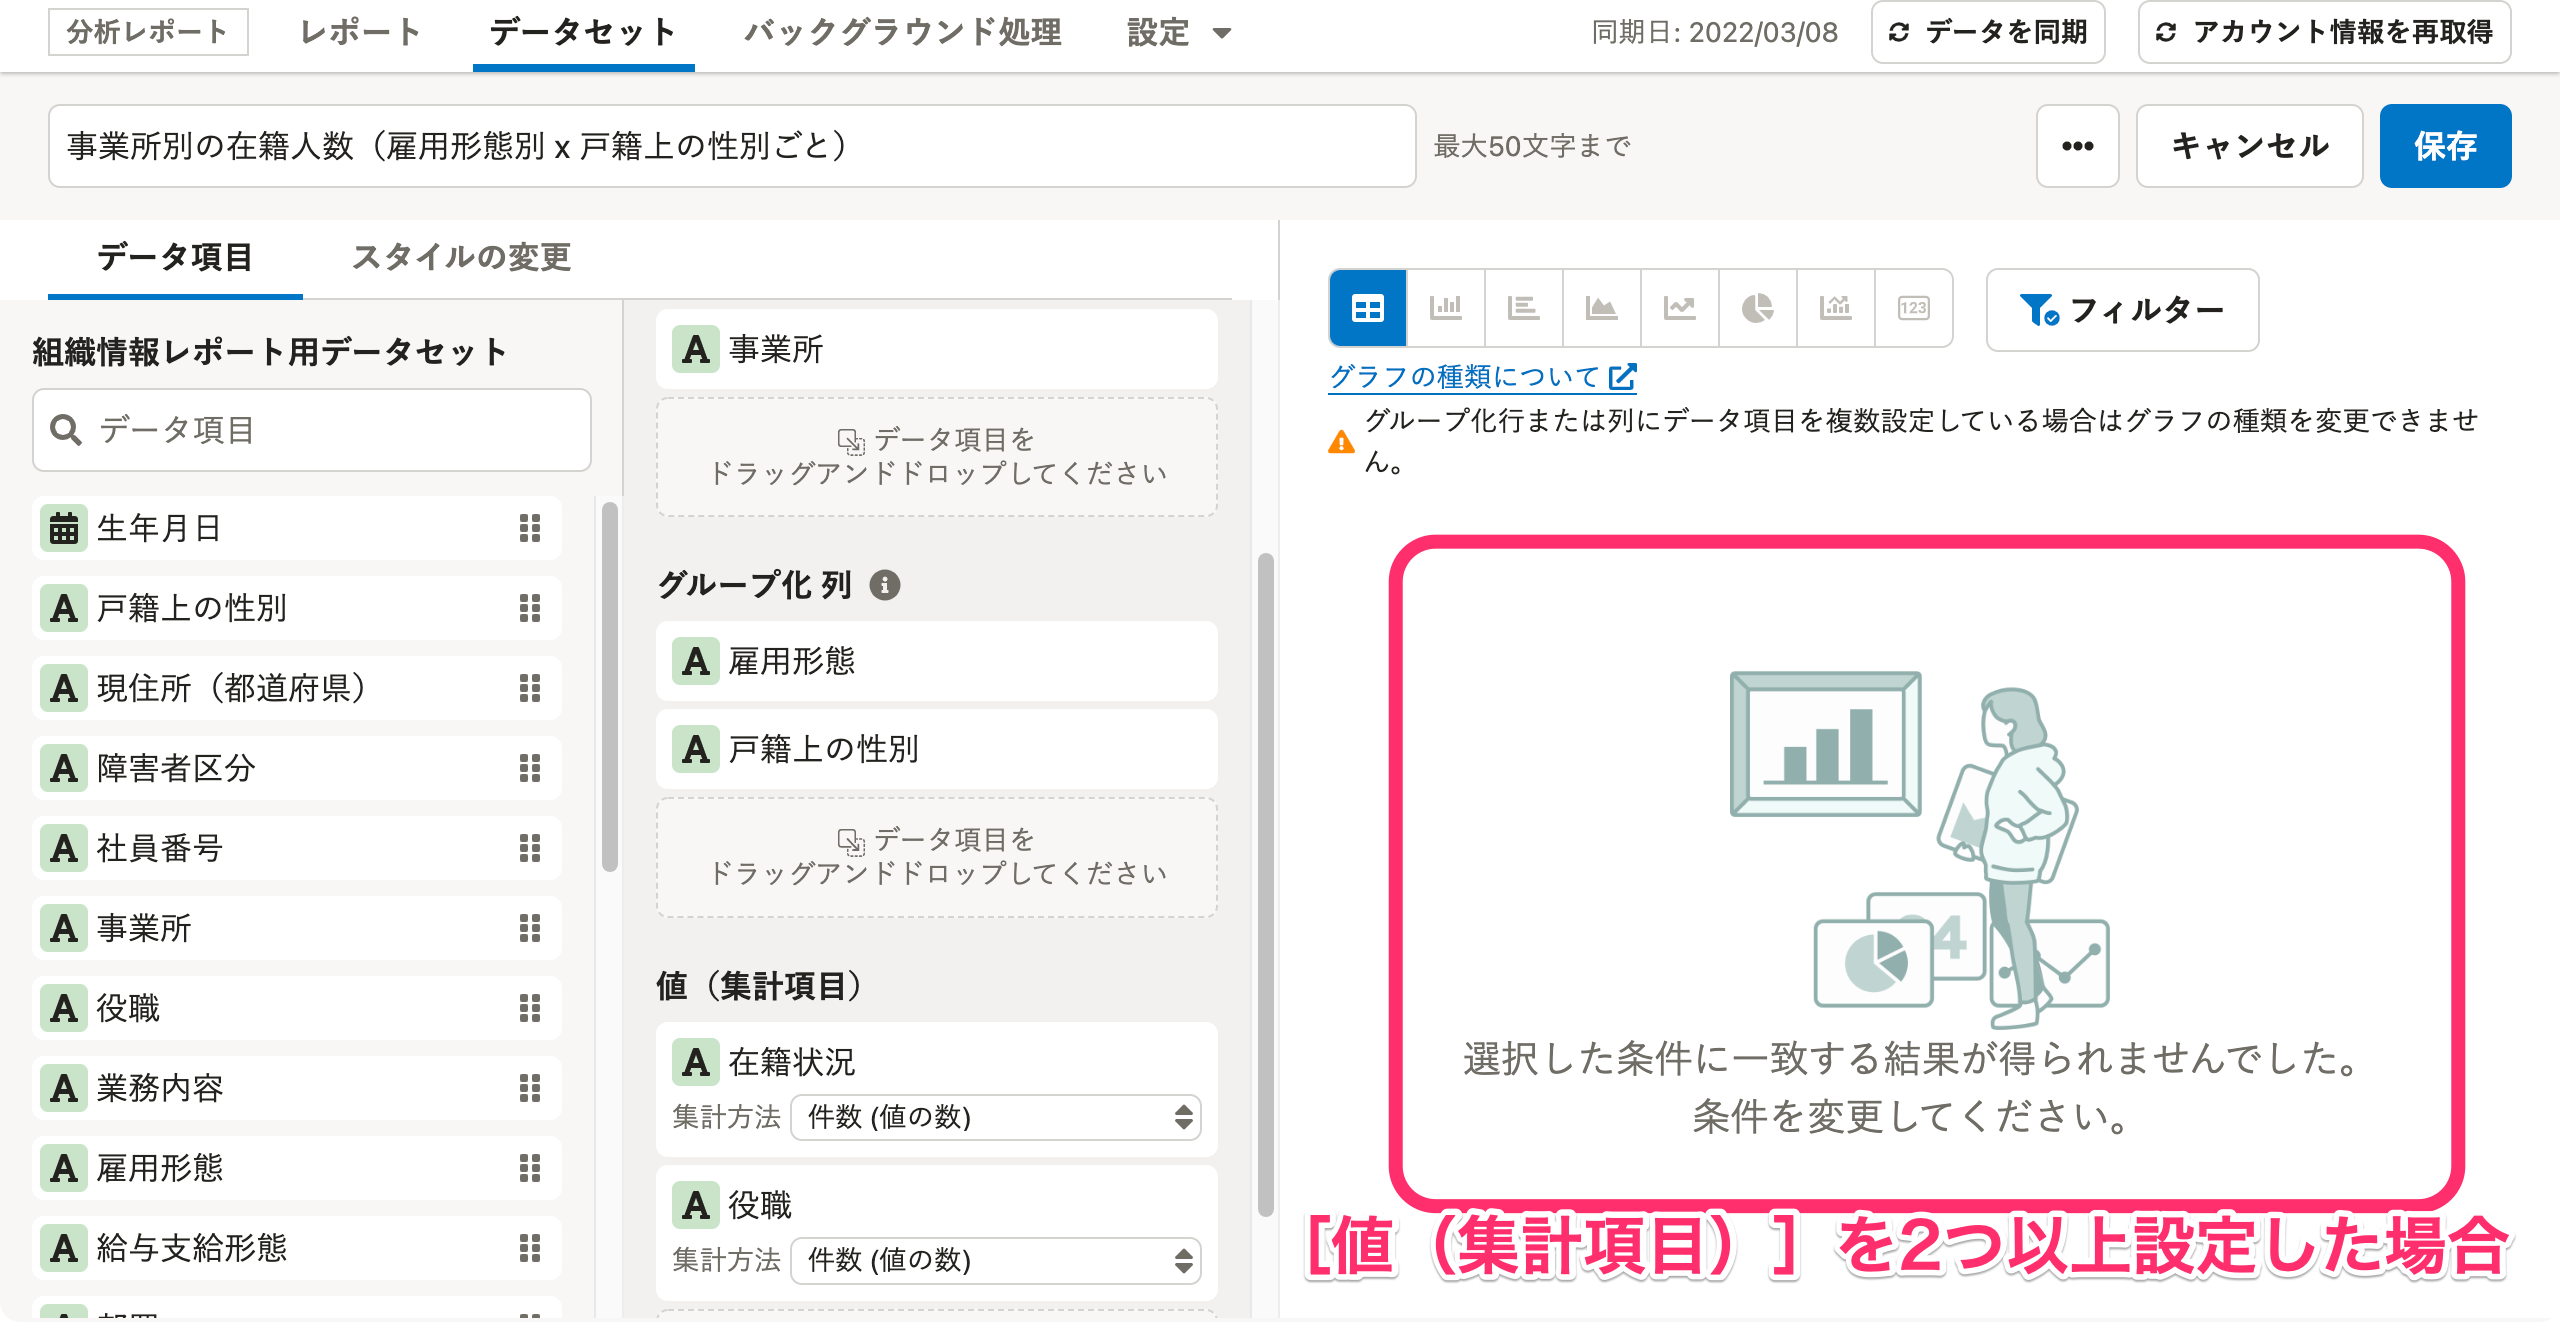 分析レポート
レポート
データセット
バックグラウンド処理
設定
同期日: 2022/03/08
データを同期
アカウント情報を再取得
事業所別の在籍人数（雇用形態別 x 戸籍上の性別ごと）
最大50文字まで
•••
キャンセル
保存
データ項目
スタイルの変更
組織情報レポート用データセット
データ項目
生年月日
A 戸籍上の性別
A 現住所（都道府県）
A 障害者区分
A 社員番号
A 事業所
A 役職
A 業務内容
A 雇用形態
A 給与支給形態
A 事業所
データ項目を
ドラッグアンドドロップしてください
グループ化 列
A 雇用形態
A 戸籍上の性別
データ項目を
ドラッグアンドドロップしてください
値（集計項目）
A 在籍状況
集計方法 件数 (値の数)
A 役職
集計方法 件数 (値の数)
123
フィルター
グラフの種類について
グループ化行または列にデータ項目を複数設定している場合はグラフの種類を変更できませ
ん。
4
選択した条件に一致する結果が得られませんでした。
条件を変更してください。
［値（集計項目）］を2つ以上設定した場合